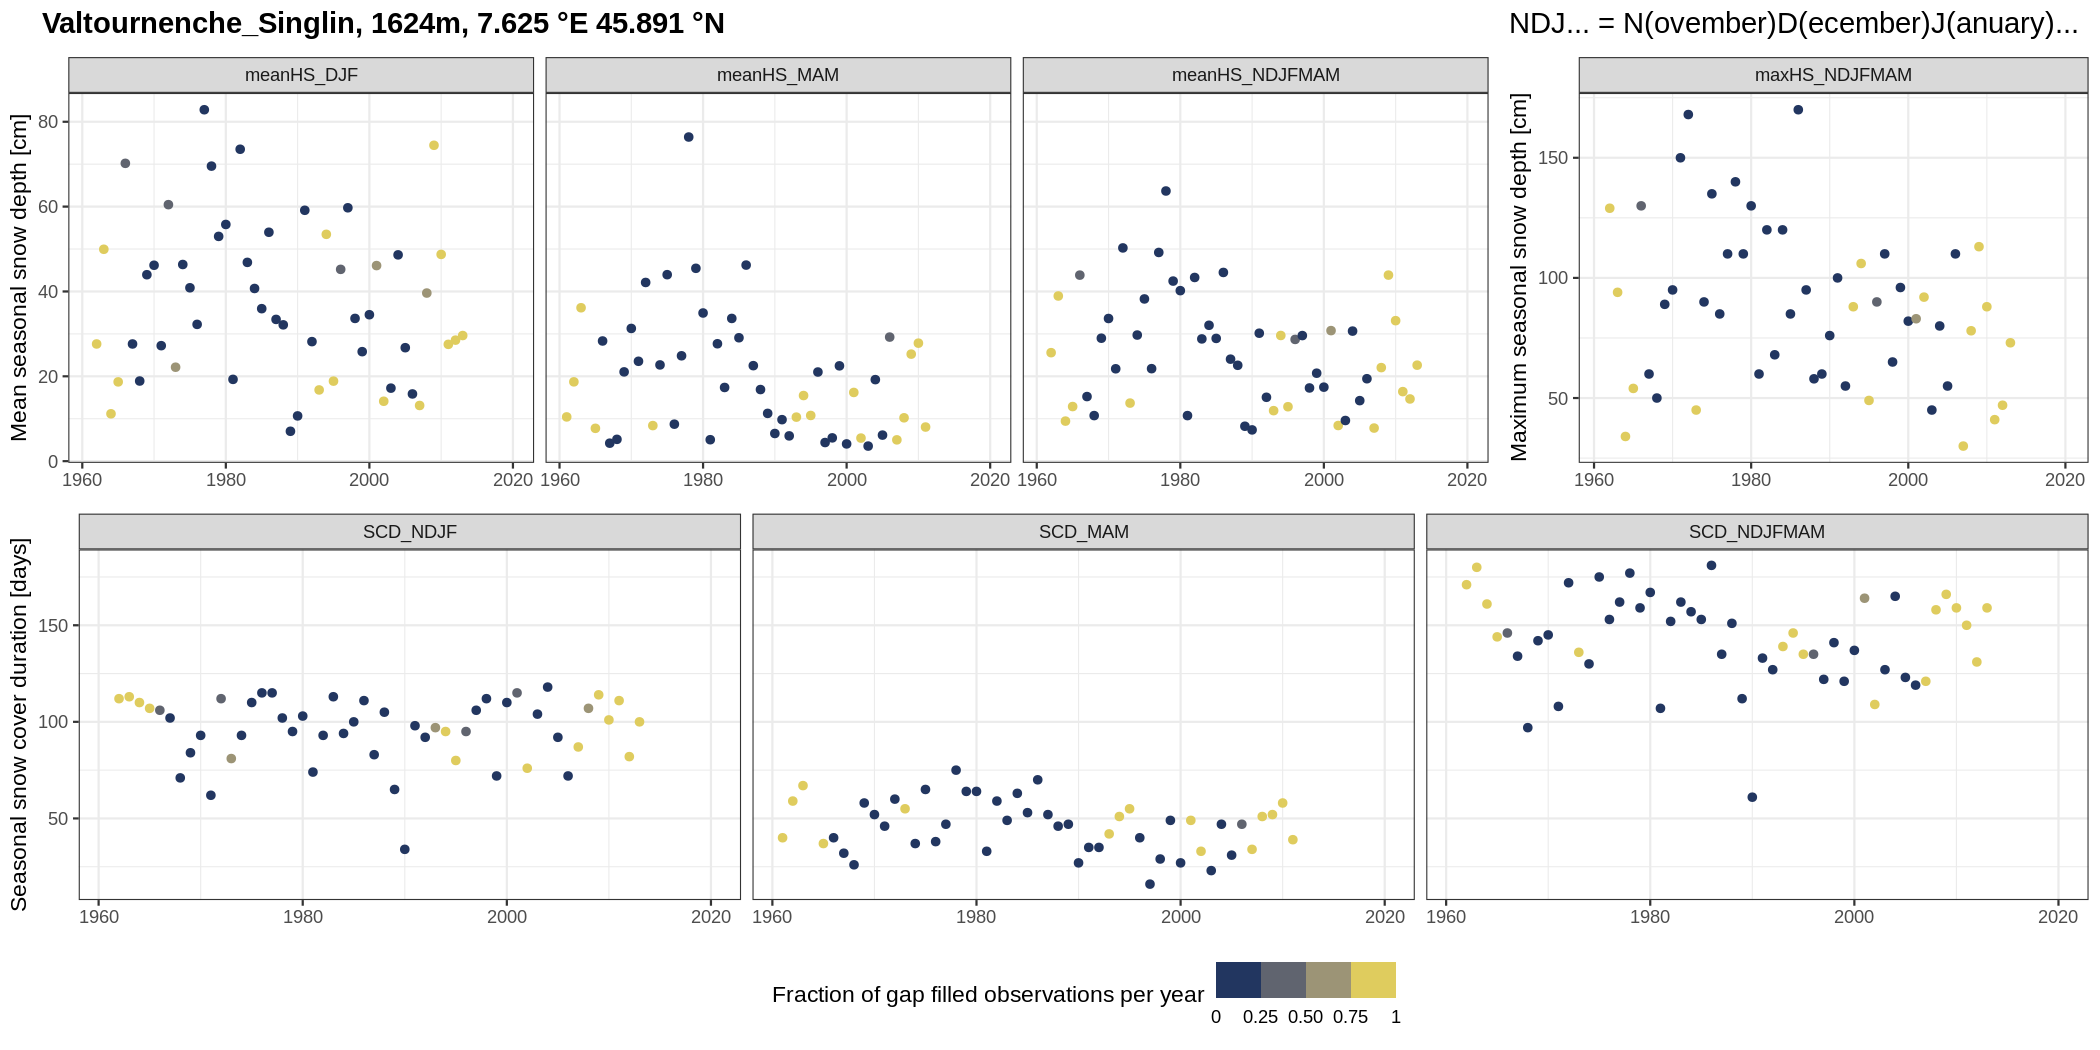 Valtournenche_Singlin, 1624m, 7.625 °E 45.891 °N
NDJ... = N(ovember)D(ecember)J(anuary)...
meanHS_DJF
meanHS_MAM
meanHS_NDJFMAM
maxHS_NDJFMAM
Mean seasonal snow depth [cm]
80
60
40
20
0
1960 1980 2000 2020
1960 1980 2000 2020
1960 1980 2000 2020
Maximum seasonal snow depth [cm]
150
100
50
1960 1980 2000 2020
SCD_NDJF
SCD_MAM
SCD_NDJFMAM
Seasonal snow cover duration [days]
150
100
50
1960 1980 2000 2020
1960 1980 2000 2020
1960 1980 2000 2020
Fraction of gap filled observations per year
0 0.25 0.50 0.75 1